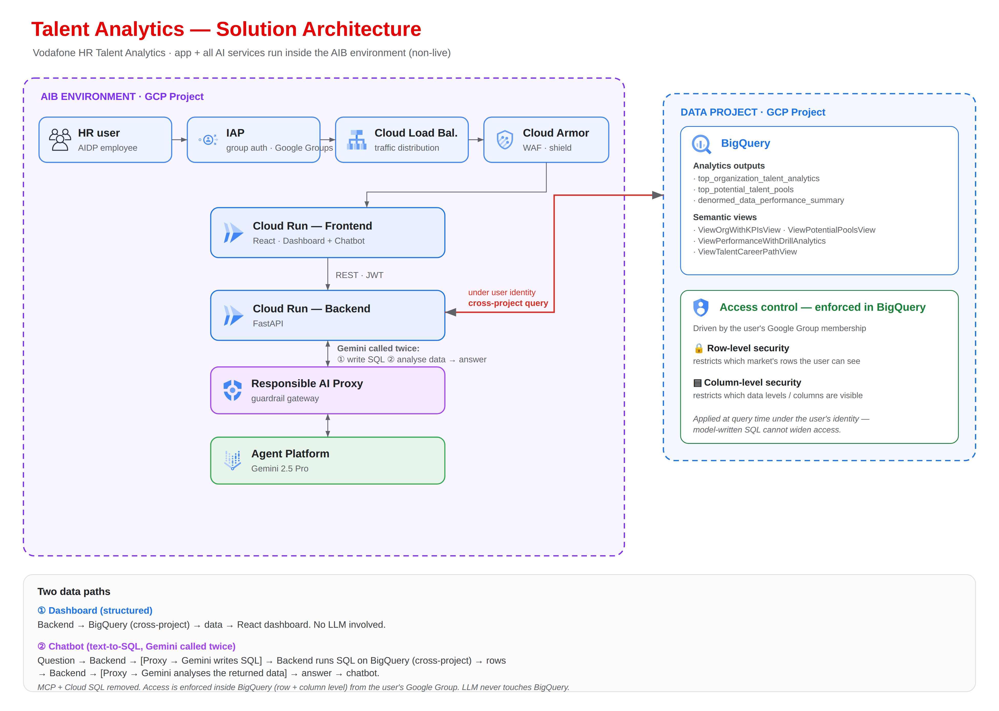 Talent Analytics — Solution Architecture
Vodafone HR Talent Analytics · app + all AI services run inside the AIB environment (non-live)
AIB ENVIRONMENT · GCP Project
HR user
AIDP employee
IAP
group auth · Google Groups
Cloud Load Bal.
traffic distribution
Cloud Armor
WAF · shield
Cloud Run — Frontend
React · Dashboard + Chatbot
REST · JWT
Cloud Run — Backend
FastAPI
under user identity
cross-project query
Gemini called twice:
① write SQL ② analyse data → answer
Responsible AI Proxy
guardrail gateway
Agent Platform
Gemini 2.5 Pro
DATA PROJECT · GCP Project
BigQuery
Analytics outputs
· top_organization_talent_analytics
· top_potential_talent_pools
· denormed_data_performance_summary
Semantic views
· ViewOrgWithKPIsView · ViewPotentialPoolsView
· ViewPerformanceWithDrillAnalytics
· ViewTalentCareerPathView
Access control — enforced in BigQuery
Driven by the user's Google Group membership
🔒 Row-level security
restricts which market's rows the user can see
▤ Column-level security
restricts which data levels / columns are visible
Applied at query time under the user's identity —
model-written SQL cannot widen access.
Two data paths
① Dashboard (structured)
Backend → BigQuery (cross-project) → data → React dashboard. No LLM involved.
② Chatbot (text-to-SQL, Gemini called twice)
Question → Backend → [Proxy → Gemini writes SQL] → Backend runs SQL on BigQuery (cross-project) → rows
→ Backend → [Proxy → Gemini analyses the returned data] → answer → chatbot.
MCP + Cloud SQL removed. Access is enforced inside BigQuery (row + column level) from the user's Google Group. LLM never touches BigQuery.